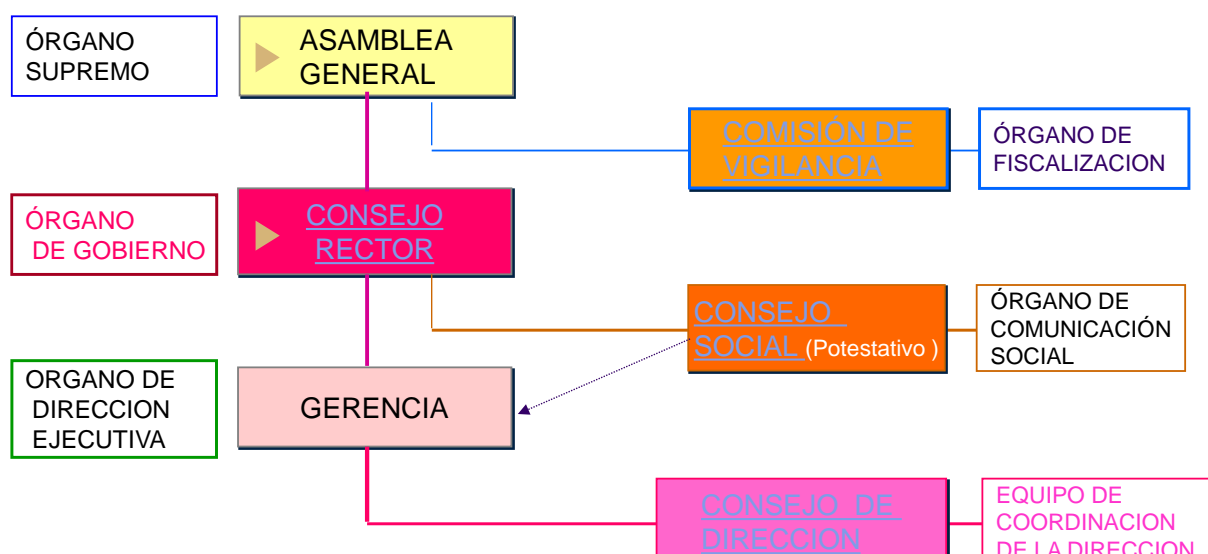 ÓRGANO
SUPREMO
ASAMBLEA
GENERAL
COMISIÓN DE
VIGILANCIA
ÓRGANO DE
FISCALIZACION
ÓRGANO
DE GOBIERNO
CONSEJO
RECTOR
CONSEJO
SOCIAL (Potestativo )
ÓRGANO DE
COMUNICACIÓN
SOCIAL
ORGANO DE
DIRECCION
EJECUTIVA
GERENCIA
CONSEJO DE
DIRECCION
EQUIPO DE
COORDINACION
DE LA DIRECCION